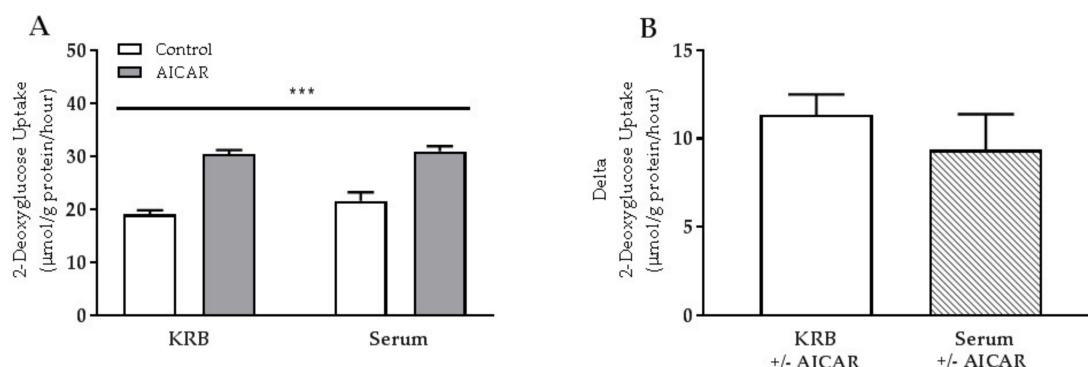 A
2-Deoxyglucose Uptake
(µmol/g protein/hour)
50
40
30
20
10
0
Control
AICAR
***
KRB
Serum
B
Delta
2-Deoxyglucose Uptake
(µmol/g protein/hour)
15
10
5
0
KRB
+/- AICAR
Serum
+/- AICAR